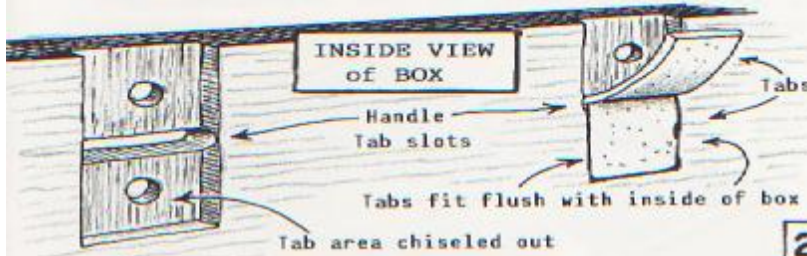 INSIDE VIEW
of BOX
Handle
Tab slots
Tabs
Tabs fit flush with inside of box
Tab area chiseled out
2